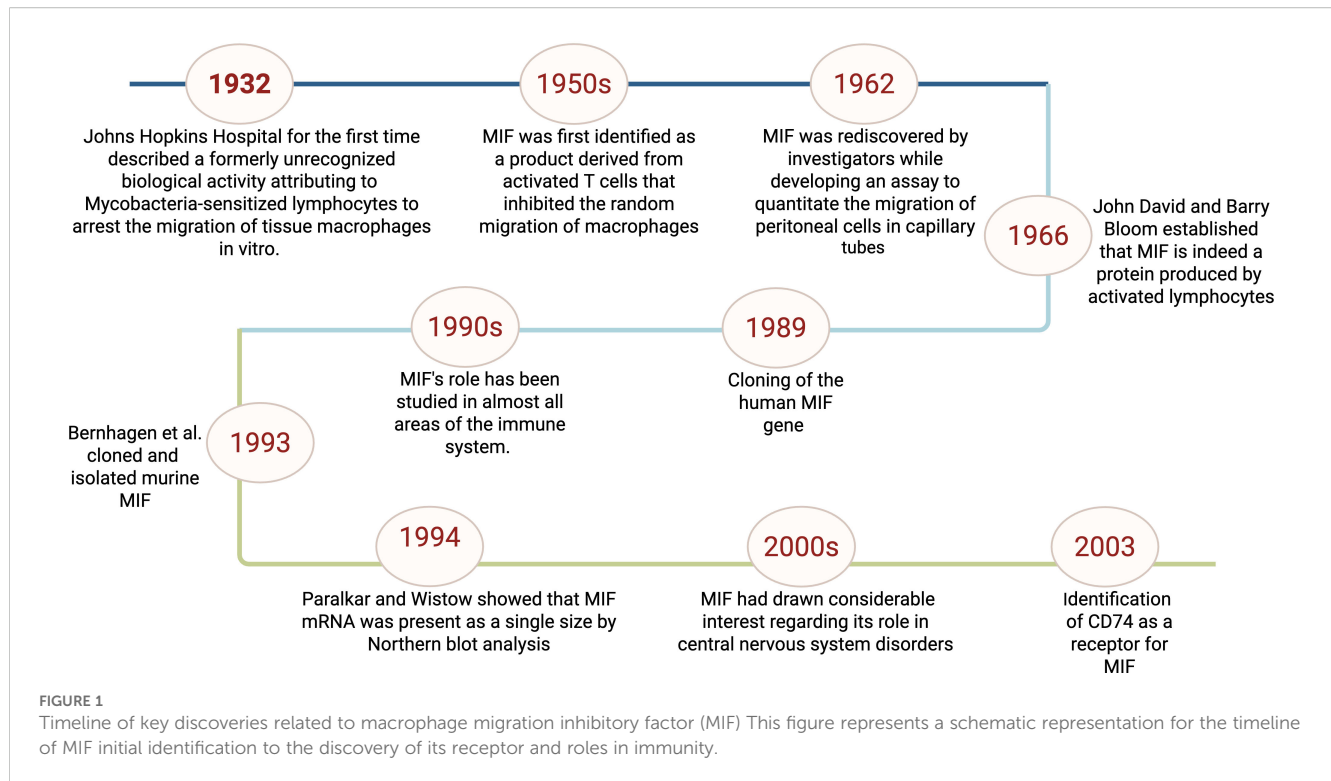 1932
Johns Hopkins Hospital for the first time
described a formerly unrecognized
biological activity attributing to
Mycobacteria-sensitized lymphocytes to
arrest the migration of tissue macrophages
in vitro.
1950s
MIF was first identified as
a product derived from
activated T cells that
inhibited the random
migration of macrophages
1962
MIF was rediscovered by
investigators while
developing an assay to
quantitate the migration of
peritoneal cells in capillary
tubes
1966
John David and Barry
Bloom established
that MIF is indeed a
protein produced by
activated lymphocytes
1989
Cloning of the
human MIF
gene
1990s
MIF's role has been
studied in almost all
areas of the immune
system.
1993
Bernhagen et al.
cloned and
isolated murine
MIF
1994
Paralkar and Wistow showed that MIF
mRNA was present as a single size by
Northern blot analysis
2000s
MIF had drawn considerable
interest regarding its role in
central nervous system disorders
2003
Identification
of CD74 as a
receptor for
MIF
FIGURE 1
Timeline of key discoveries related to macrophage migration inhibitory factor (MIF) This figure represents a schematic representation for the timeline
of MIF initial identification to the discovery of its receptor and roles in immunity.